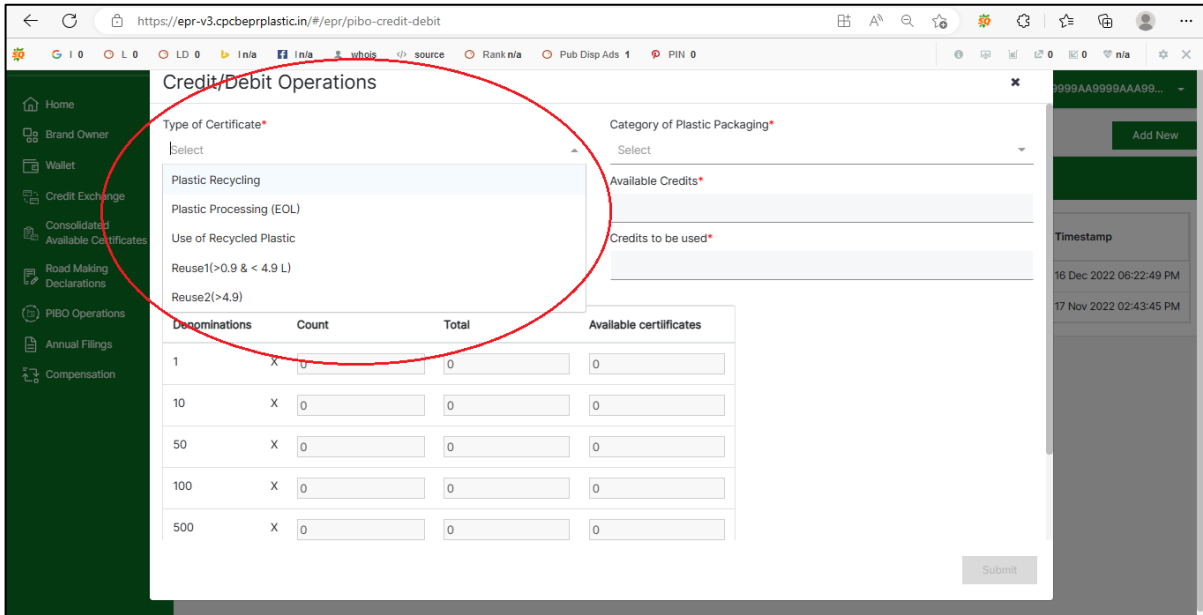 https://epr-v3.cpcbeprplastic.in/#/epr/pibo-credit-debit
G I 0 L 0 LD 0 I n/a I n/a whois source Rank n/a Pub Disp Ads 1 PIN 0 0 0 n/a
Credit/Debit Operations
9999AA9999AAA99...
Home
Brand Owner
Wallet
Credit Exchange
Consolidated
Available Certificates
Road Making
Declarations
PIBO Operations
Annual Filings
Compensation
Type of Certificate*
Select
Plastic Recycling
Plastic Processing (EOL)
Use of Recycled Plastic
Reuse1(>0.9 & < 4.9 L)
Reuse2(>4.9)
Category of Plastic Packaging*
Select
Available Credits*
Credits to be used*
Add New
Timestamp
16 Dec 2022 06:22:49 PM
17 Nov 2022 02:43:45 PM
Denominations Count Total Available certiificates
1 X 0 0 0
10 X 0 0 0
50 X 0 0 0
100 X 0 0 0
500 X 0 0 0
Submit